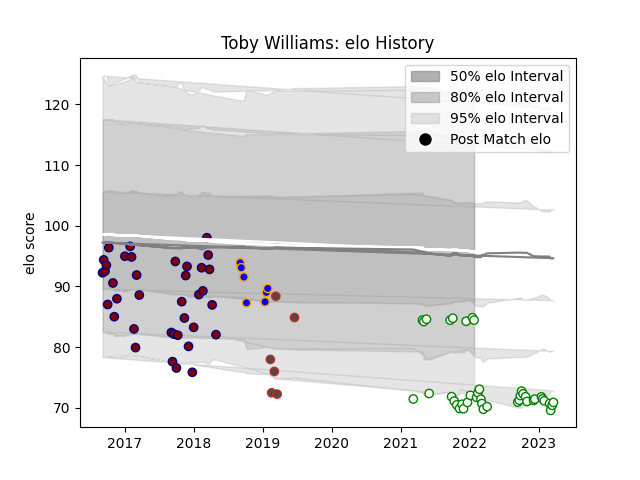 Toby Williams: elo History
50% elo Interval
80% elo Interval
95% elo Interval
Post Match elo
elo score
120
110
100
90
80
70
2017
2018
2019
2020
2021
2022
2023